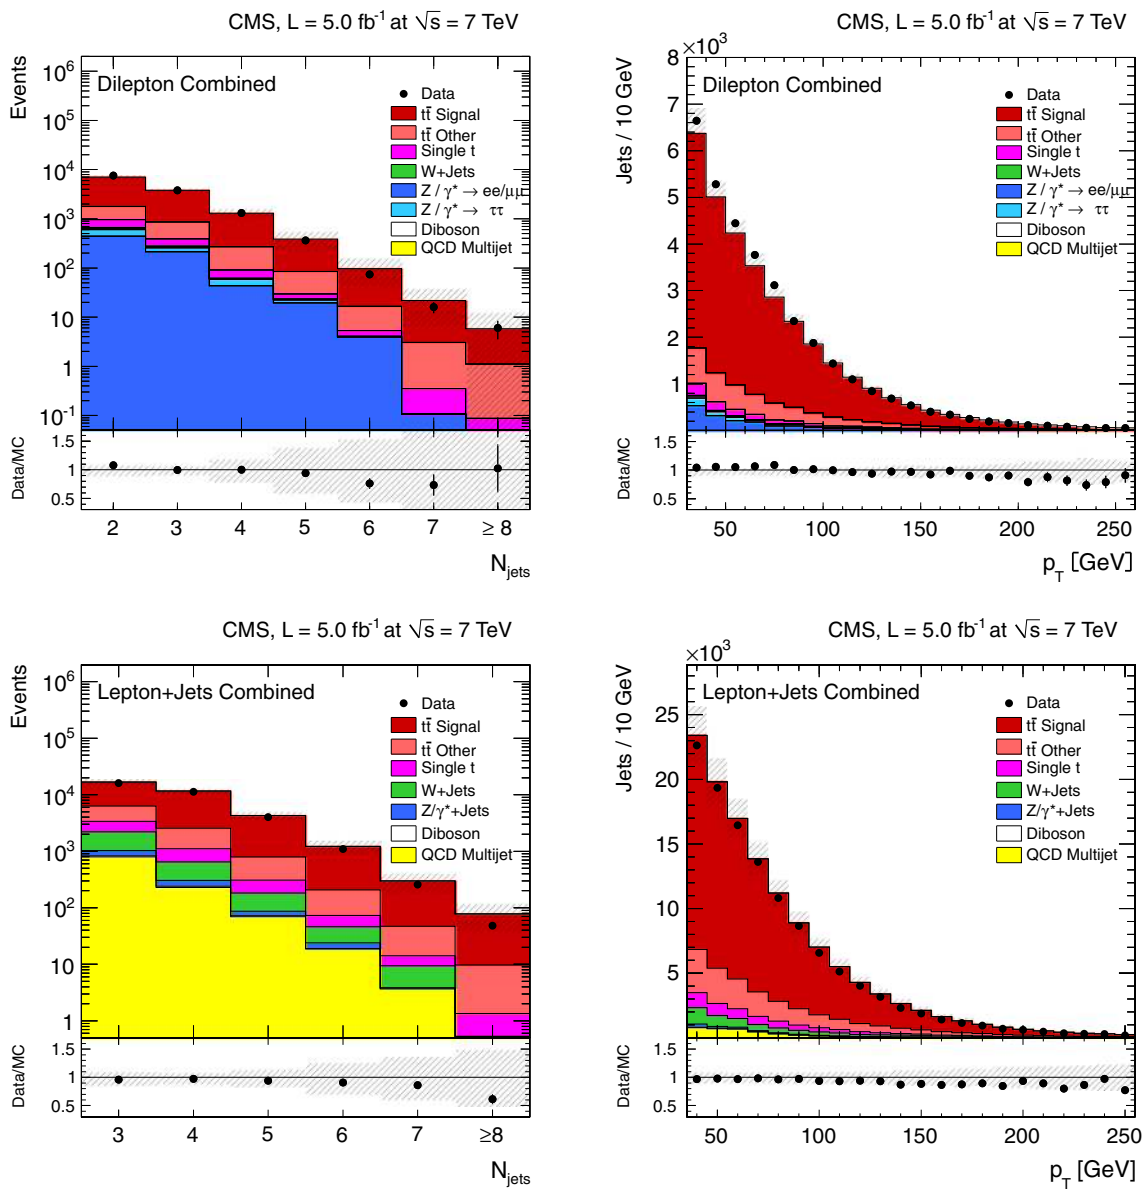 CMS, L = 5.0 fb⁻¹ at √s = 7 TeV
Events
10⁶
10⁵
10⁴
10³
10²
10
1
10⁻¹
Dilepton Combined
Data
tt̄ Signal
tt̄ Other
Single t
W+Jets
Z / γ* → ee/μμ
Z / γ* → ττ
Diboson
QCD Multijet
Data/MC
1.5
1
0.5
2 3 4 5 6 7 ≥ 8
N_jets
CMS, L = 5.0 fb⁻¹ at √s = 7 TeV
×10³
Jets / 10 GeV
8
7
6
5
4
3
2
1
Dilepton Combined
Data
tt̄ Signal
tt̄ Other
Single t
W+Jets
Z / γ* → ee/μμ
Z / γ* → ττ
Diboson
QCD Multijet
Data/MC
1.5
1
0.5
50 100 150 200 250
p_T [GeV]
CMS, L = 5.0 fb⁻¹ at √s = 7 TeV
Events
10⁶
10⁵
10⁴
10³
10²
10
1
Lepton+Jets Combined
Data
tt̄ Signal
tt̄ Other
Single t
W+Jets
Z/γ*+Jets
Diboson
QCD Multijet
Data/MC
1.5
1
0.5
3 4 5 6 7 ≥8
N_jets
CMS, L = 5.0 fb⁻¹ at √s = 7 TeV
×10³
Jets / 10 GeV
25
20
15
10
5
Lepton+Jets Combined
Data
tt̄ Signal
tt̄ Other
Single t
W+Jets
Z/γ*+Jets
Diboson
QCD Multijet
Data/MC
1.5
1
0.5
50 100 150 200 250
p_T [GeV]